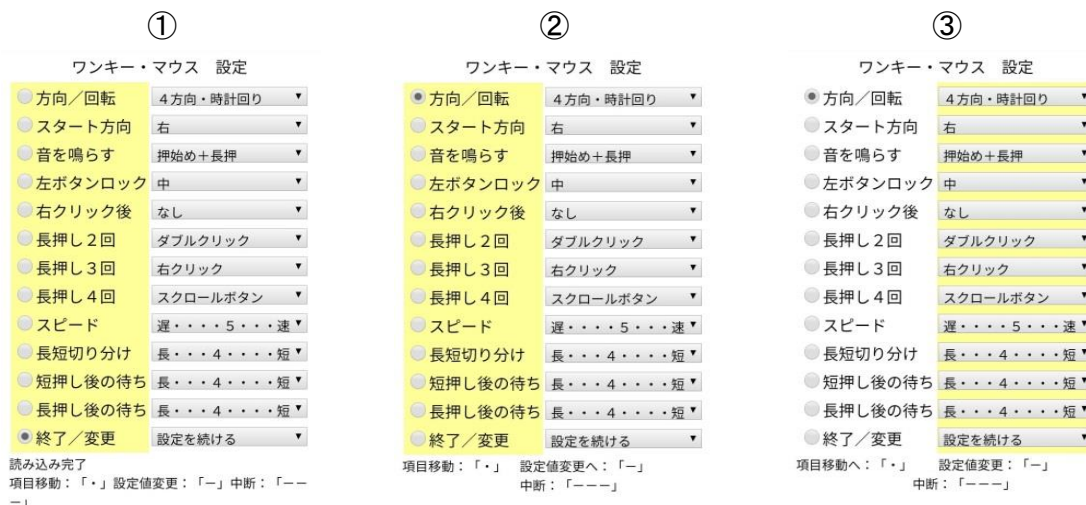 ①
ワンキー・マウス 設定
方向／回転 4方向・時計回り
スタート方向 右
音を鳴らす 押始め＋長押
左ボタンロック 中
右クリック後 なし
長押し２回 ダブルクリック
長押し３回 右クリック
長押し４回 スクロールボタン
スピード 遅・・・・５・・・速
長短切り分け 長・・・４・・・・短
短押し後の待ち 長・・・４・・・・短
長押し後の待ち 長・・・４・・・・短
終了／変更 設定を続ける
読み込み完了
項目移動：「・」設定値変更：「－」中断：「－－
－」
②
ワンキー・マウス 設定
方向／回転 4方向・時計回り
スタート方向 右
音を鳴らす 押始め＋長押
左ボタンロック 中
右クリック後 なし
長押し２回 ダブルクリック
長押し３回 右クリック
長押し４回 スクロールボタン
スピード 遅・・・・５・・・速
長短切り分け 長・・・４・・・・短
短押し後の待ち 長・・・４・・・・短
長押し後の待ち 長・・・４・・・・短
終了／変更 設定を続ける
項目移動：「・」 設定値変更へ：「－」
中断：「－－－」
③
ワンキー・マウス 設定
方向／回転 4方向・時計回り
スタート方向 右
音を鳴らす 押始め＋長押
左ボタンロック 中
右クリック後 なし
長押し２回 ダブルクリック
長押し３回 右クリック
長押し４回 スクロールボタン
スピード 遅・・・・５・・・速
長短切り分け 長・・・４・・・・短
短押し後の待ち 長・・・４・・・・短
長押し後の待ち 長・・・４・・・・短
終了／変更 設定を続ける
項目移動へ：「・」 設定値変更：「－」
中断：「－－－」